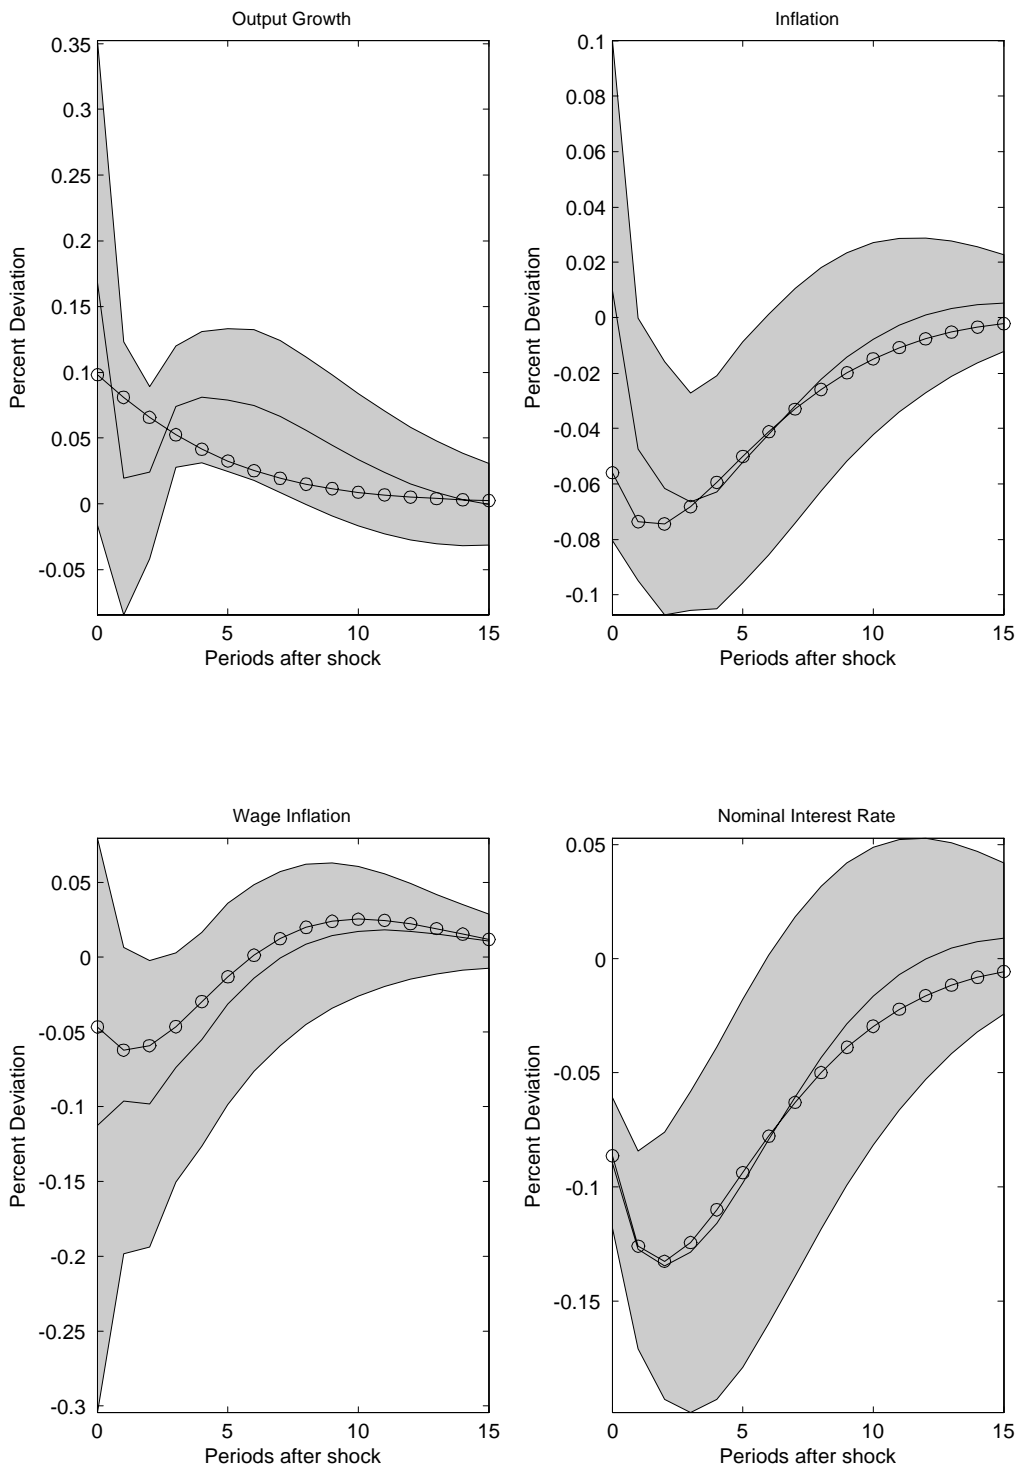 Output Growth
0.35
0.3
0.25
0.2
0.15
0.1
0.05
0
-0.05
Percent Deviation
0 5 10 15
Periods after shock
Inflation
0.1
0.08
0.06
0.04
0.02
0
-0.02
-0.04
-0.06
-0.08
-0.1
Percent Deviation
0 5 10 15
Periods after shock
Wage Inflation
0.05
0
-0.05
-0.1
-0.15
-0.2
-0.25
-0.3
Percent Deviation
0 5 10 15
Periods after shock
Nominal Interest Rate
0.05
0
-0.05
-0.1
-0.15
Percent Deviation
0 5 10 15
Periods after shock